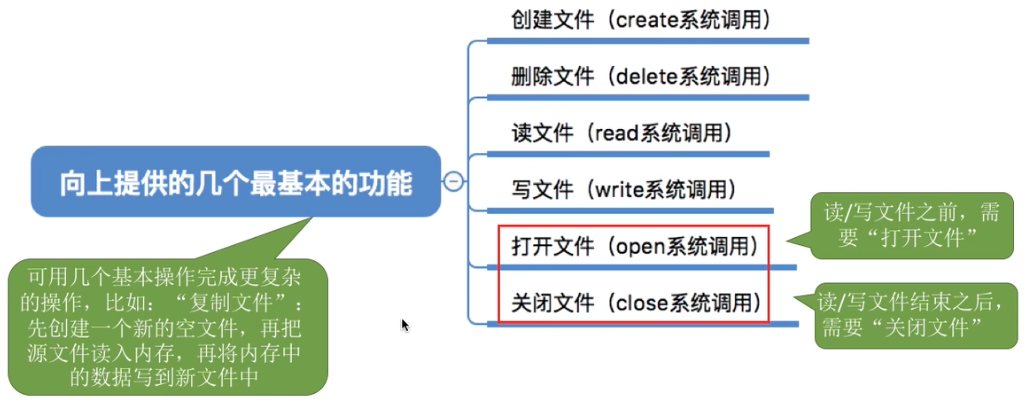 创建文件（create系统调用）
删除文件（delete系统调用）
读文件（read系统调用）
向上提供的几个最基本的功能
写文件（write系统调用）
读/写文件之前，需
要“打开文件”
打开文件（open系统调用）
可用几个基本操作完成更复杂
的操作，比如：“复制文件”：
先创建一个新的空文件，再把
源文件读入内存，再将内存中
的数据写到新文件中
关闭文件（close系统调用）
读/写文件结束之后，
需要“关闭文件”